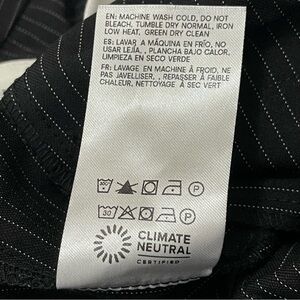 EN: MACHINE WASH COLD, DO NOT
BLEACH, TUMBLE DRY NORMAL, IRON
LOW HEAT, GREEN DRY CLEAN
ES: LAVAR A MÁQUINA EN FRÍO, NO
USAR LEJÍA, , PLANCHA BAJO CALOR,
LIMPIEZA EN SECO VERDE
FR: LAVAGE EN MACHINE À FROID, NE
PAS JAVELLISER, , REPASSER À FAIBLE
CHALEUR, NETTOYAGE À SEC VERT
P
30 P
CLIMATE
NEUTRAL
CERTIFIED